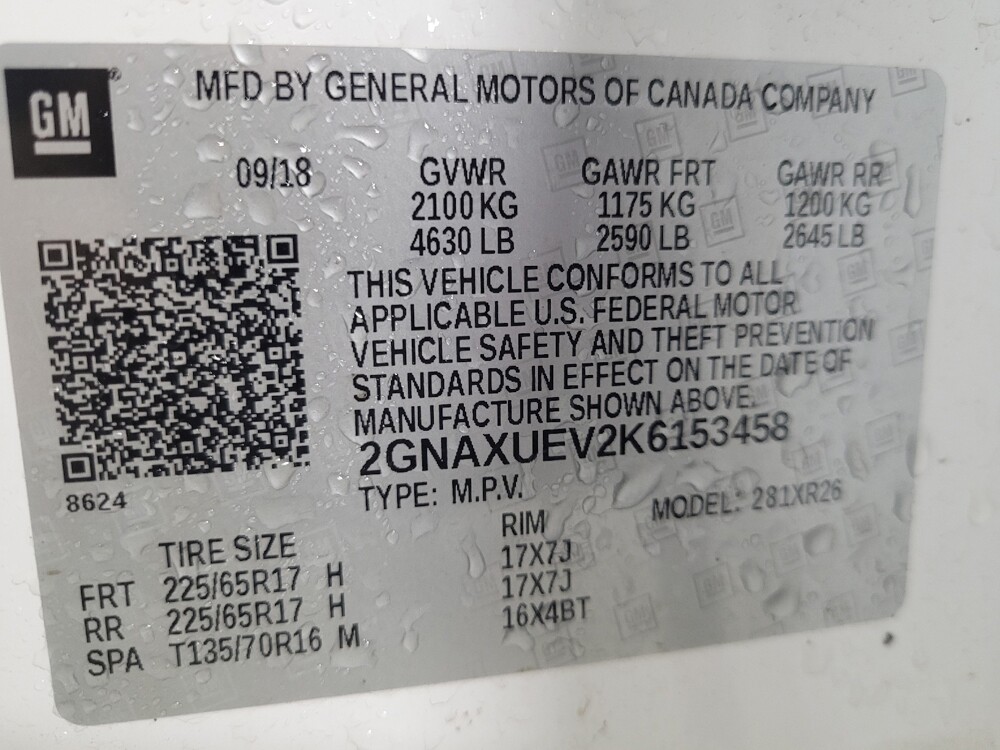 GM
MFD BY GENERAL MOTORS OF CANADA COMPANY
09/18 GVWR GAWR FRT GAWR RR
2100 KG 1175 KG 1200 KG
4630 LB 2590 LB 2645 LB
THIS VEHICLE CONFORMS TO ALL
APPLICABLE U.S. FEDERAL MOTOR
VEHICLE SAFETY AND THEFT PREVENTION
STANDARDS IN EFFECT ON THE DATE OF
MANUFACTURE SHOWN ABOVE.
2GNAXUEV2K6153458
8624
TYPE: M.P.V. MODEL: 281XR26
TIRE SIZE RIM
FRT 225/65R17 H 17X7J
RR 225/65R17 H 17X7J
SPA T135/70R16 M 16X4BT